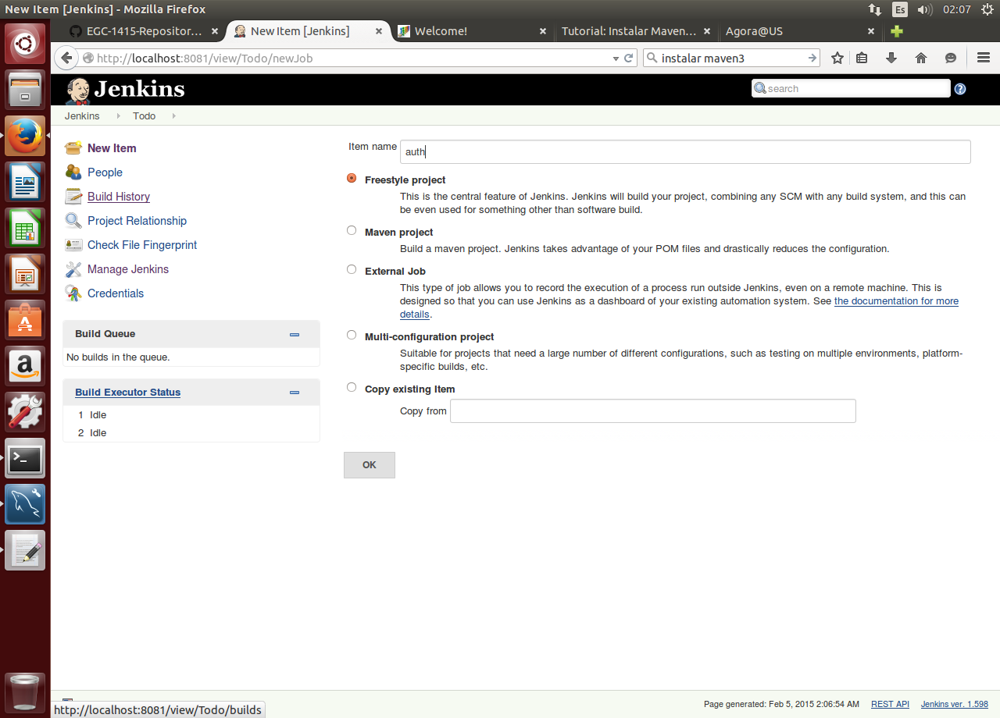 New Item [Jenkins] - Mozilla Firefox
Es
02:07
EGC-1415-Repositor...
New Item [Jenkins]
Welcome!
Tutorial: Instalar Maven...
Agora@US
http://localhost:8081/view/Todo/newJob
instalar maven3
Jenkins
search
Jenkins
Todo
New Item
People
Build History
Project Relationship
Check File Fingerprint
Manage Jenkins
Credentials
Build Queue
No builds in the queue.
Build Executor Status
1 Idle
2 Idle
Item name
auth
Freestyle project
This is the central feature of Jenkins. Jenkins will build your project, combining any SCM with any build system, and this can
be even used for something other than software build.
Maven project
Build a maven project. Jenkins takes advantage of your POM files and drastically reduces the configuration.
External Job
This type of job allows you to record the execution of a process run outside Jenkins, even on a remote machine. This is
designed so that you can use Jenkins as a dashboard of your existing automation system. See the documentation for more
details.
Multi-configuration project
Suitable for projects that need a large number of different configurations, such as testing on multiple environments, platform-
specific builds, etc.
Copy existing Item
Copy from
OK
Page generated: Feb 5, 2015 2:06:54 AM
REST API
Jenkins ver. 1.598
http://localhost:8081/view/Todo/builds